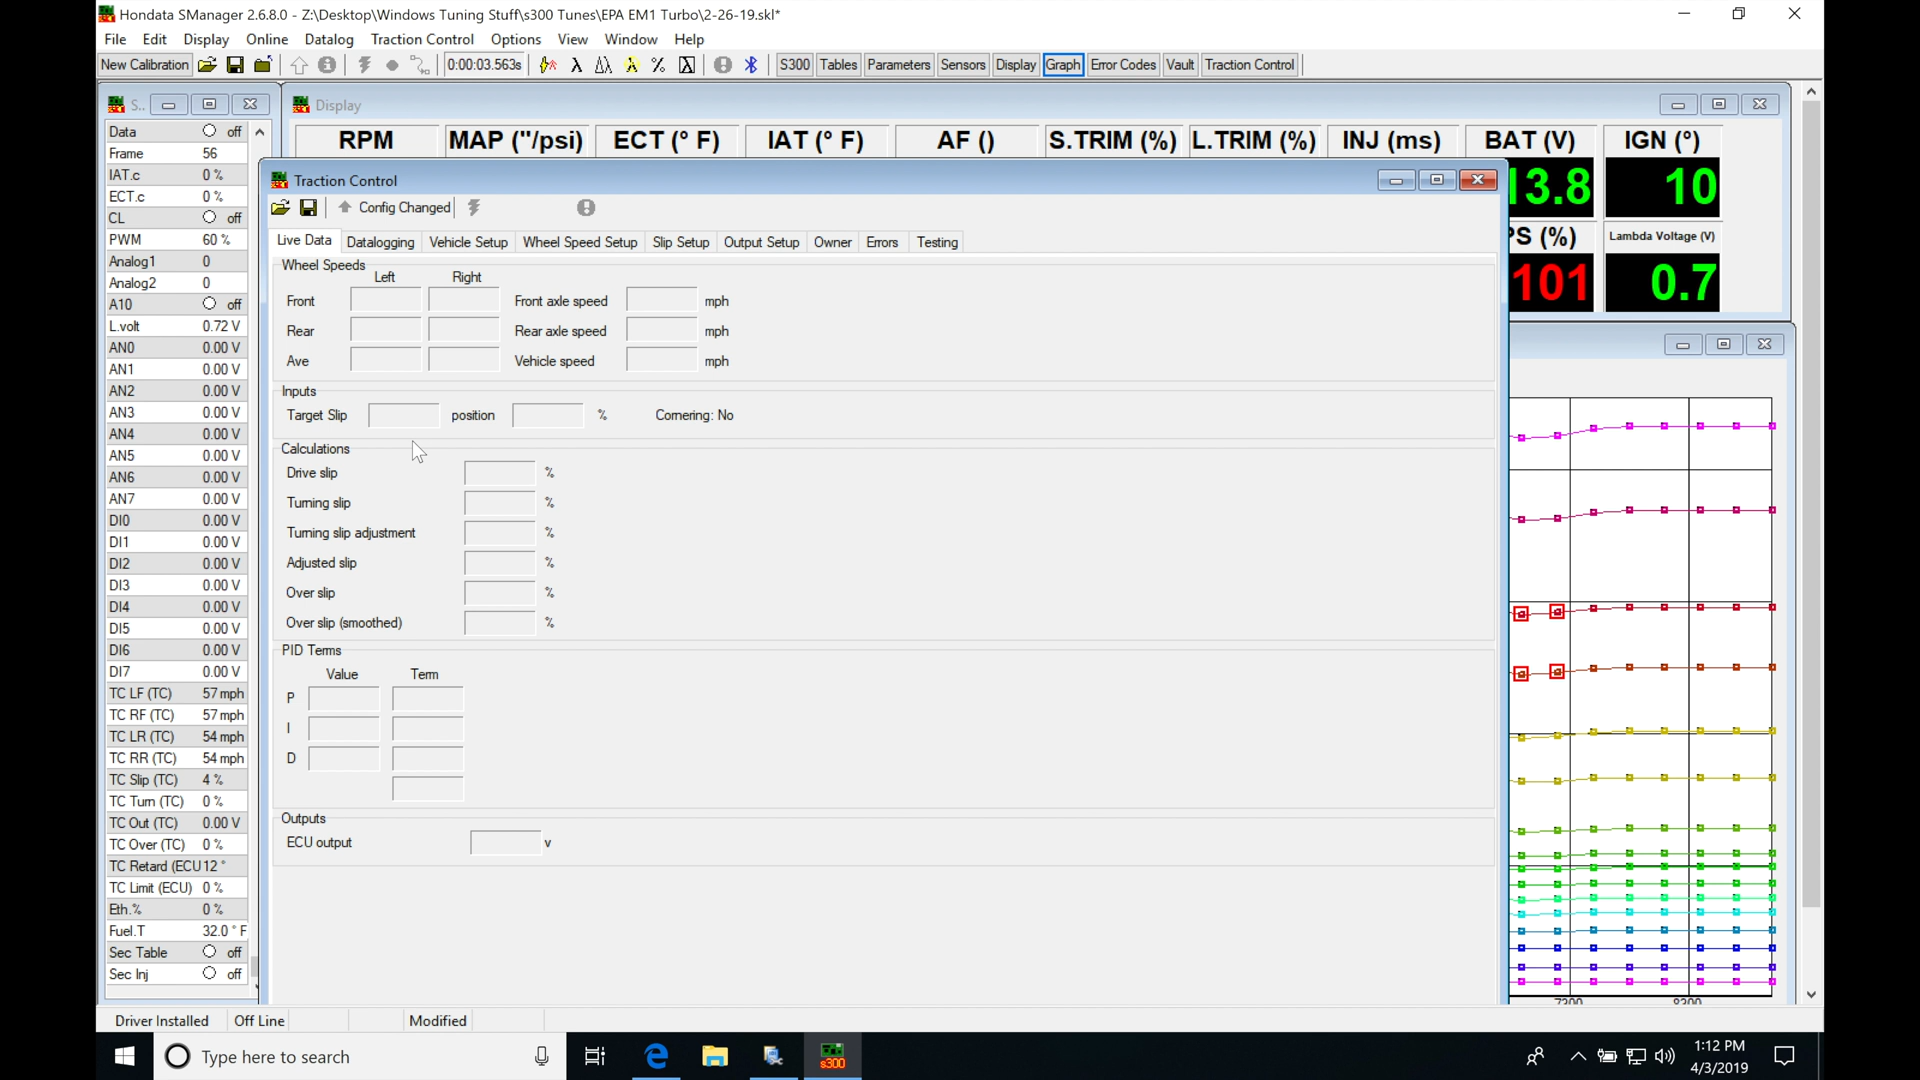 Hondata SManager 2.6.8.0 - Z:\Desktop\Windows Tuning Stuff\s300 Tunes\EPA EM1 Turbo\2-26-19.skl*
File Edit Display Online Datalog Traction Control Options View Window Help
New Calibration 0:00:03.563s S300 Tables Parameters Sensors Display Graph Error Codes Vault Traction Control
S.. Display
RPM MAP ("/psi) ECT (° F) IAT (° F) AF () S.TRIM (%) L.TRIM (%) INJ (ms) BAT (V) IGN (°)
13.8 10
PS (%) Lambda Voltage (V)
101 0.7
Data off
Frame 56
IAT.c 0 %
ECT.c 0 %
CL off
PWM 60 %
Analog1 0
Analog2 0
A10 off
L.volt 0.72 V
AN0 0.00 V
AN1 0.00 V
AN2 0.00 V
AN3 0.00 V
AN4 0.00 V
AN5 0.00 V
AN6 0.00 V
AN7 0.00 V
DI0 0.00 V
DI1 0.00 V
DI2 0.00 V
DI3 0.00 V
DI4 0.00 V
DI5 0.00 V
DI6 0.00 V
DI7 0.00 V
TC LF (TC) 57 mph
TC RF (TC) 57 mph
TC LR (TC) 54 mph
TC RR (TC) 54 mph
TC Slip (TC) 4 %
TC Turn (TC) 0 %
TC Out (TC) 0.00 V
TC Over (TC) 0 %
TC Retard (ECU 12 °
TC Limit (ECU) 0 %
Eth.% 0 %
Fuel.T 32.0 ° F
Sec Table off
Sec Inj off
Traction Control
Config Changed
Live Data Datalogging Vehicle Setup Wheel Speed Setup Slip Setup Output Setup Owner Errors Testing
Wheel Speeds
Left Right
Front Front axle speed mph
Rear Rear axle speed mph
Ave Vehicle speed mph
Inputs
Target Slip position % Cornering: No
Calculations
Drive slip %
Turning slip %
Turning slip adjustment %
Adjusted slip %
Over slip %
Over slip (smoothed) %
PID Terms
Value Term
P
I
D
Outputs
ECU output v
7300 8300
Driver Installed Off Line Modified
Type here to search
s300
1:12 PM
4/3/2019